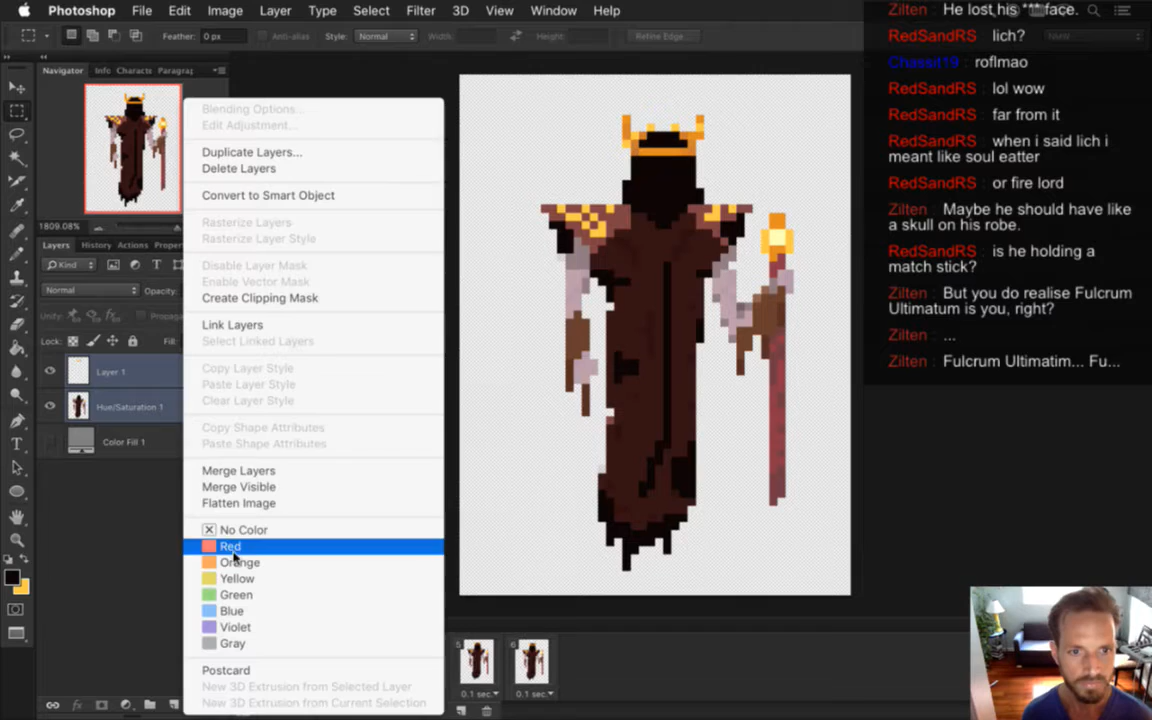 Photoshop File Edit Image Layer Type Select Filter 3D View Window Help
Feather: 0 px Anti-alias Style: Normal Width: Height: Refine Edge...
Navigator Info Characte Paragraj
1809.08%
Layers History Actions Proper
Kind
Normal Opacity:
Unify: Propag
Lock: Fill:
Layer 1
Hue/Saturation 1
Color Fill 1
Blending Options...
Edit Adjustment...
Duplicate Layers...
Delete Layers
Convert to Smart Object
Rasterize Layers
Rasterize Layer Style
Disable Layer Mask
Enable Vector Mask
Create Clipping Mask
Link Layers
Select Linked Layers
Copy Layer Style
Paste Layer Style
Clear Layer Style
Copy Shape Attributes
Paste Shape Attributes
Merge Layers
Merge Visible
Flatten Image
No Color
Red
Orange
Yellow
Green
Blue
Violet
Gray
Postcard
New 3D Extrusion from Selected Layer
New 3D Extrusion from Current Selection
5 6
0.1 sec. 0.1 sec.
Zilten : He lost his *** face.
RedSandRS : lich?
Chassit19 : roflmao
RedSandRS : lol wow
RedSandRS : far from it
RedSandRS : when i said lich i
meant like soul eatter
RedSandRS : or fire lord
Zilten : Maybe he should have like
a skull on his robe.
RedSandRS : is he holding a
match stick?
Zilten : But you do realise Fulcrum
Ultimatum is you, right?
Zilten : ...
Zilten : Fulcrum Ultimatim... Fu...